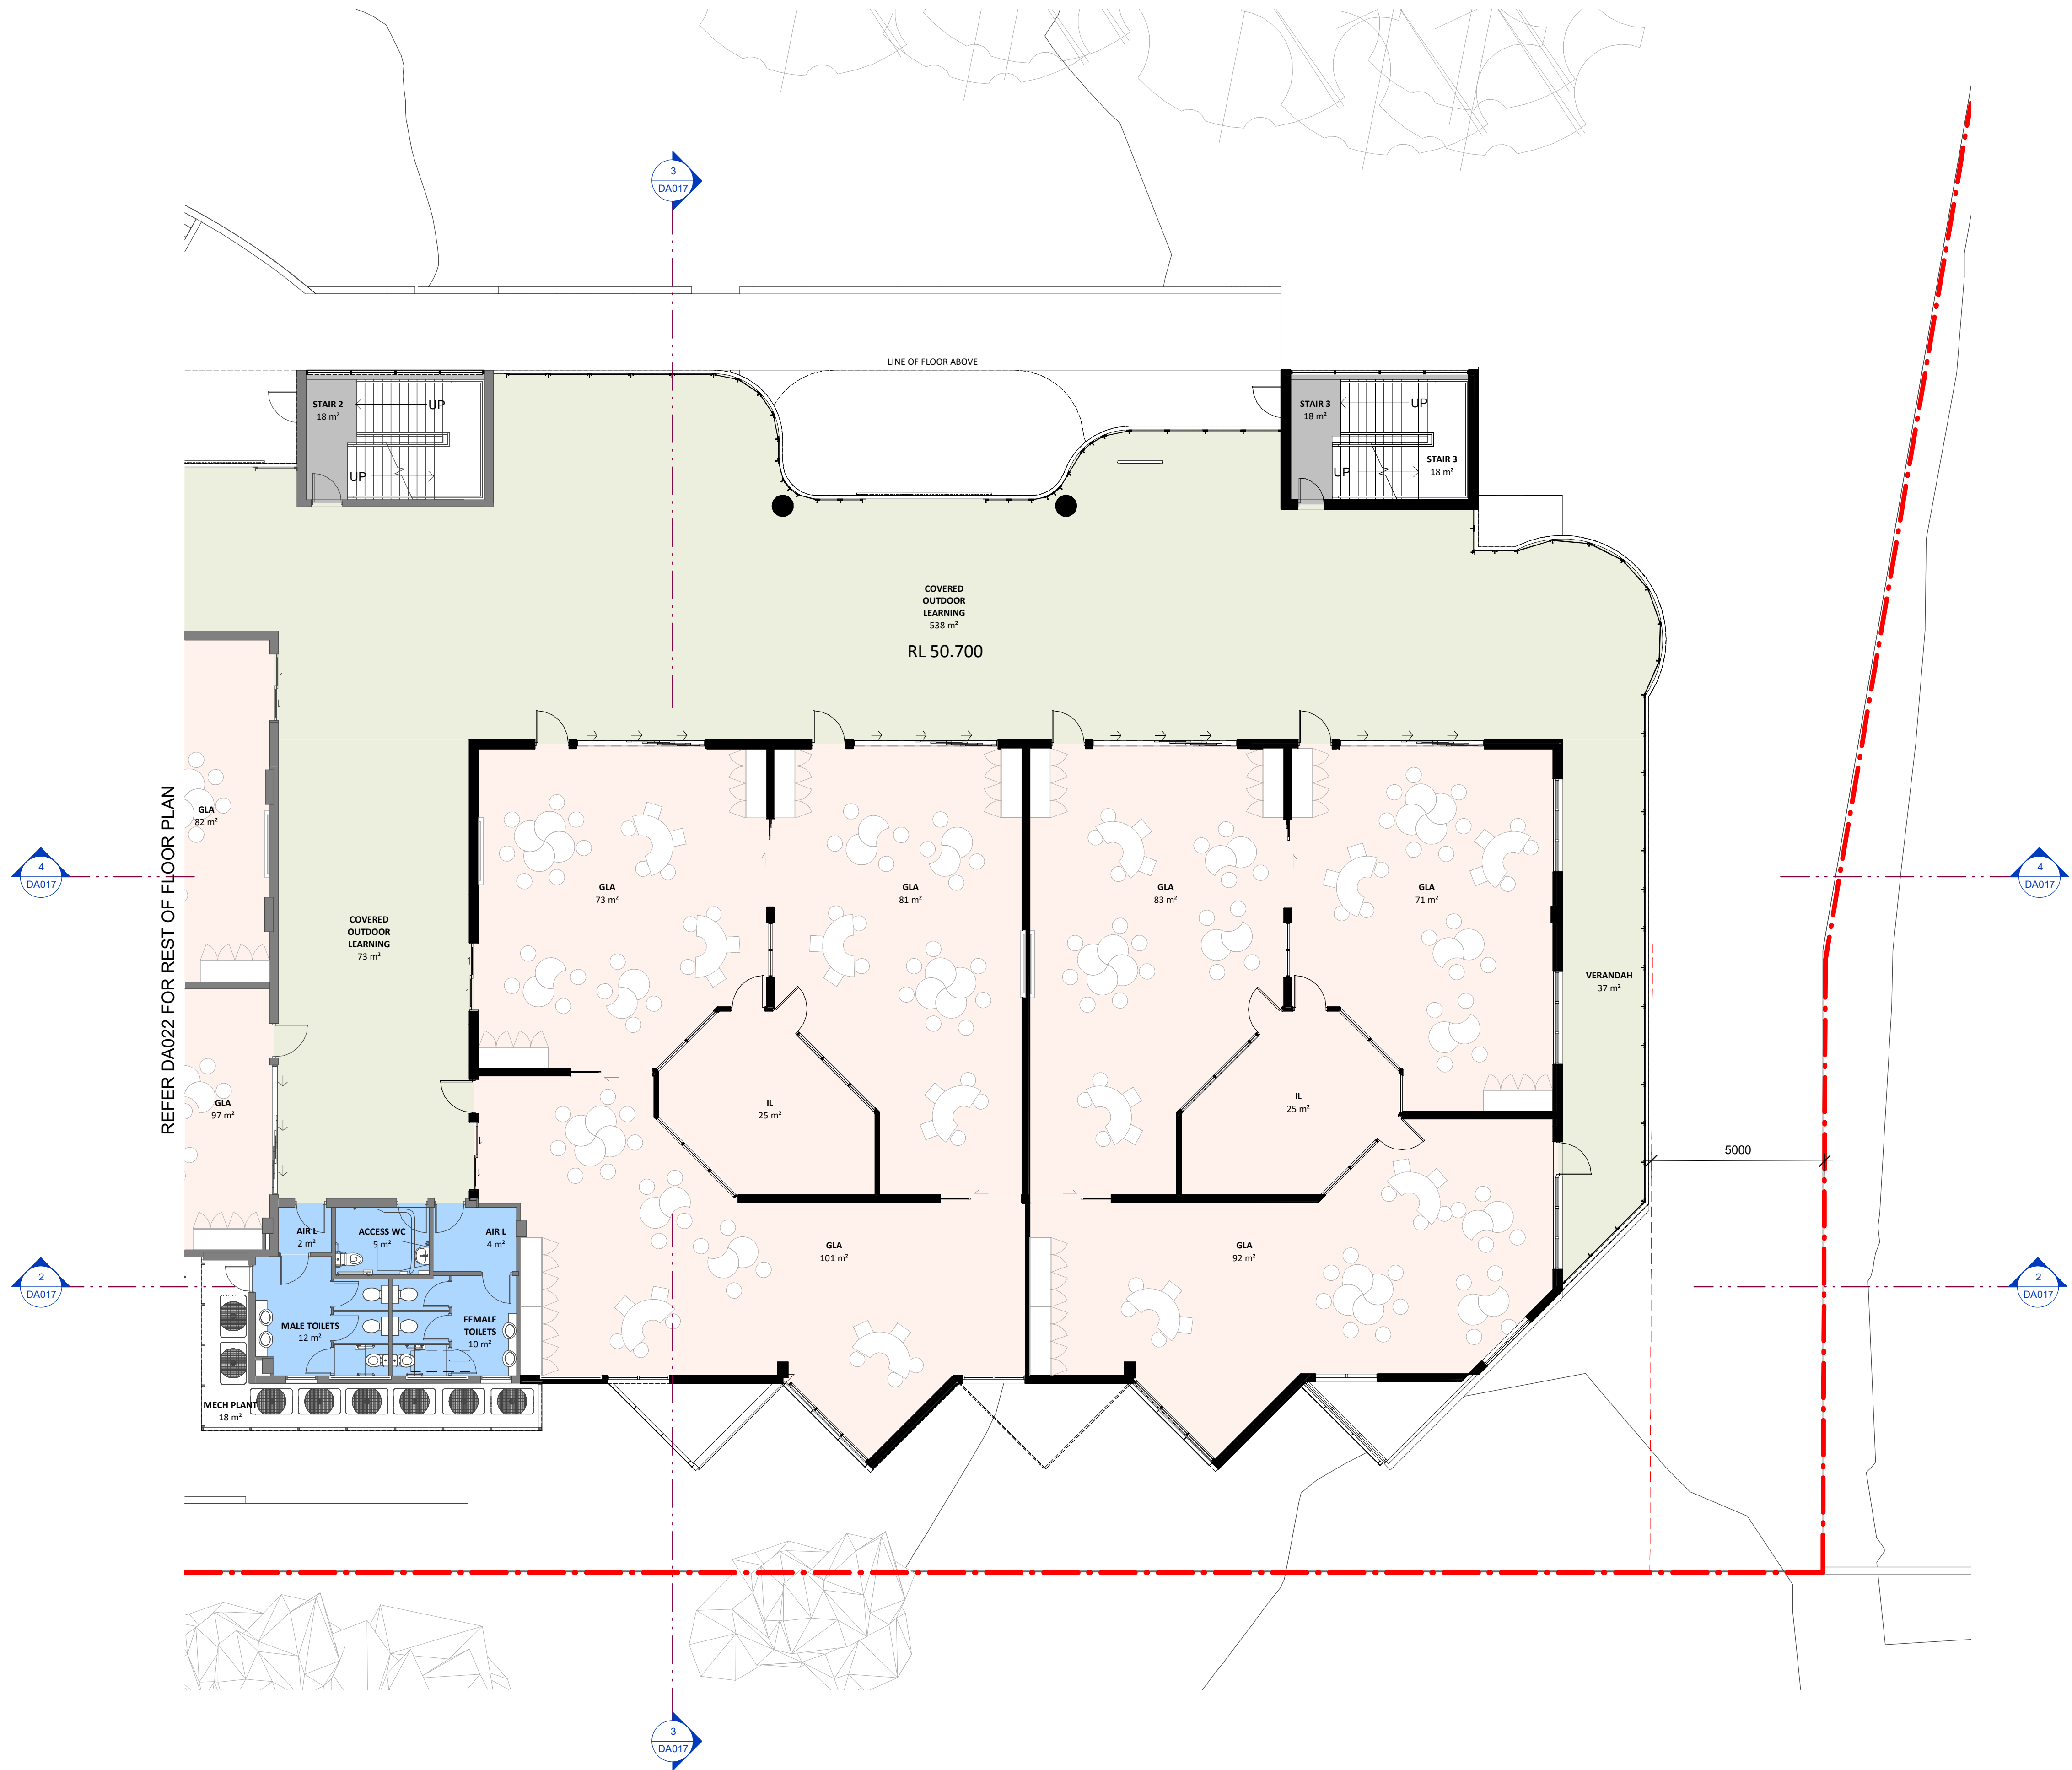 3
DA017
LINE OF FLOOR ABOVE
STAIR 2
18 m²
UP
UP
STAIR 3
18 m²
UP
UP
STAIR 3
18 m²
COVERED
OUTDOOR
LEARNING
538 m²
RL 50.700
REFER DA022 FOR REST OF FLOOR PLAN
GLA
82 m²
4
DA017
4
DA017
GLA
73 m²
GLA
81 m²
GLA
83 m²
GLA
71 m²
COVERED
OUTDOOR
LEARNING
73 m²
VERANDAH
37 m²
GLA
97 m²
IL
25 m²
IL
25 m²
5000
AIR L
2 m²
ACCESS WC
5 m²
AIR L
4 m²
GLA
101 m²
GLA
92 m²
2
DA017
2
DA017
MALE TOILETS
12 m²
FEMALE
TOILETS
10 m²
MECH PLANT
18 m²
3
DA017